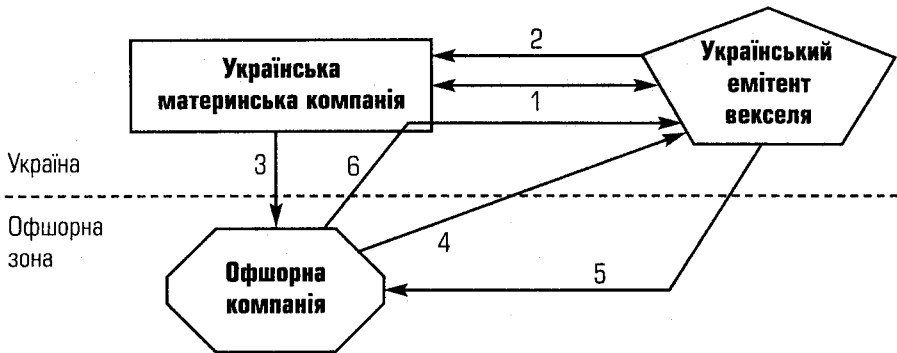 2
Українська
материнська компанія
Український
емітент
векселя
1
Україна
3
6
Офшорна
зона
4
Офшорна
компанія
5